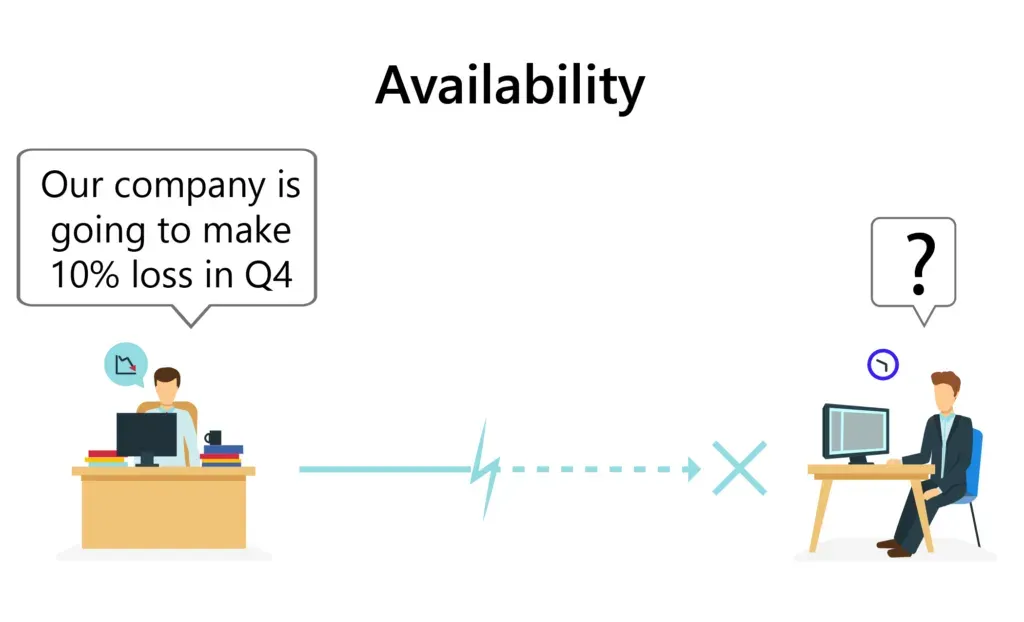 Availability
Our company is
going to make
10% loss in Q4
?